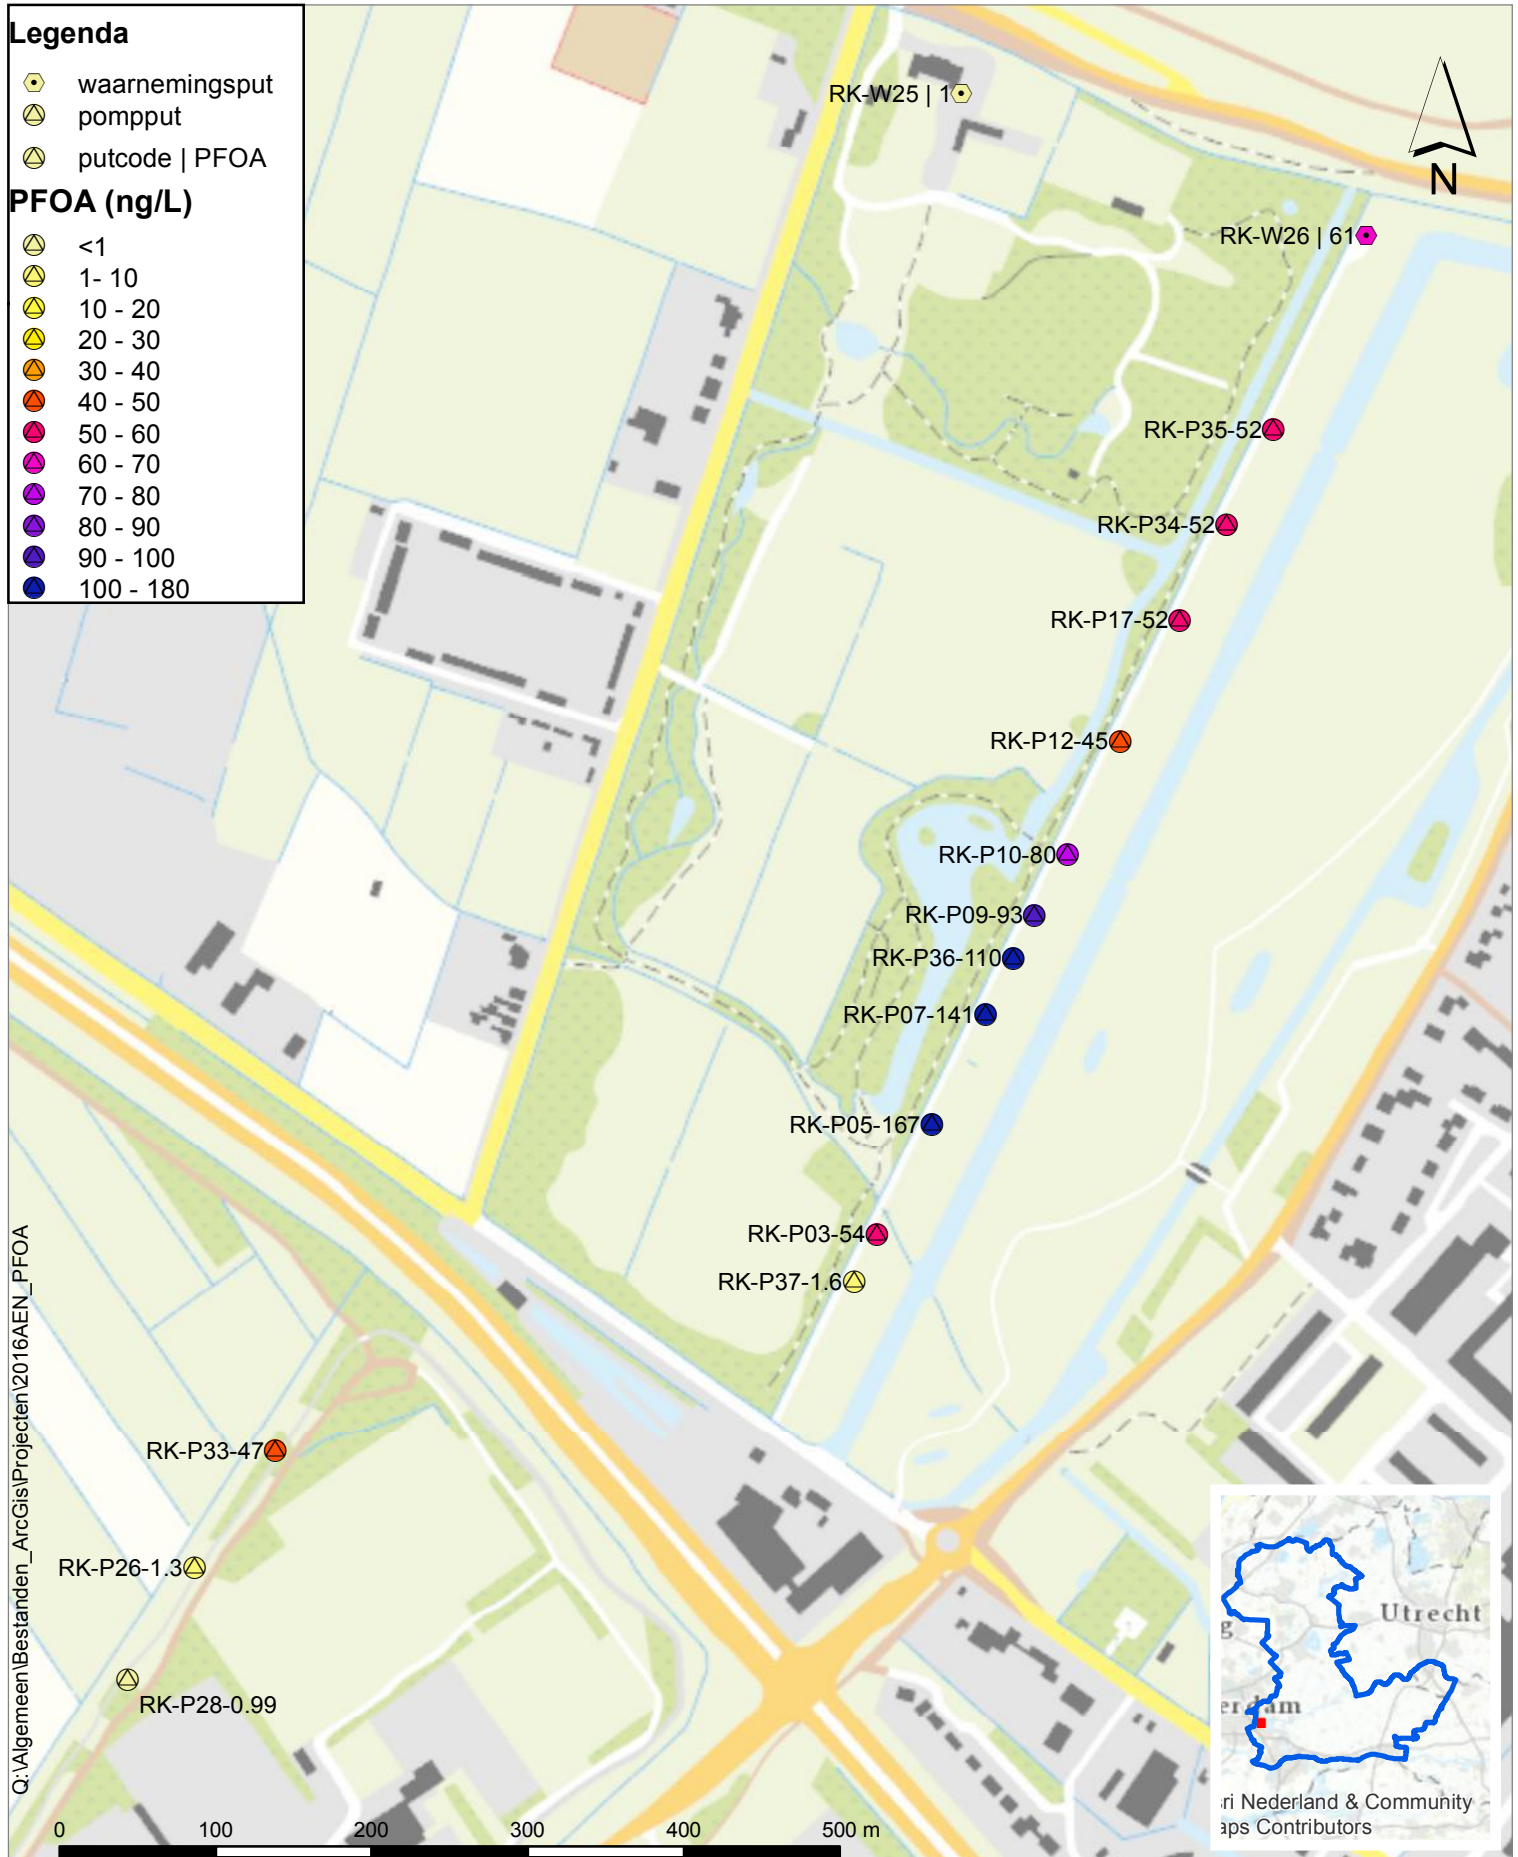 Legenda
waarnemingsput
pompput
putcode | PFOA
PFOA (ng/L)
<1
1- 10
10 - 20
20 - 30
30 - 40
40 - 50
50 - 60
60 - 70
70 - 80
80 - 90
90 - 100
100 - 180
RK-W25 | 1
N
RK-W26 | 61
RK-P35-52
RK-P34-52
RK-P17-52
RK-P12-45
RK-P10-80
RK-P09-93
RK-P36-110
RK-P07-141
RK-P05-167
RK-P03-54
RK-P37-1.6
RK-P33-47
RK-P26-1.3
RK-P28-0.99
Q:\Algemeen\Bestanden_ArcGis\Projecten\2016AEN_PFOA
0 100 200 300 400 500 m
Utrecht
g
erdam
ri Nederland & Community
aps Contributors